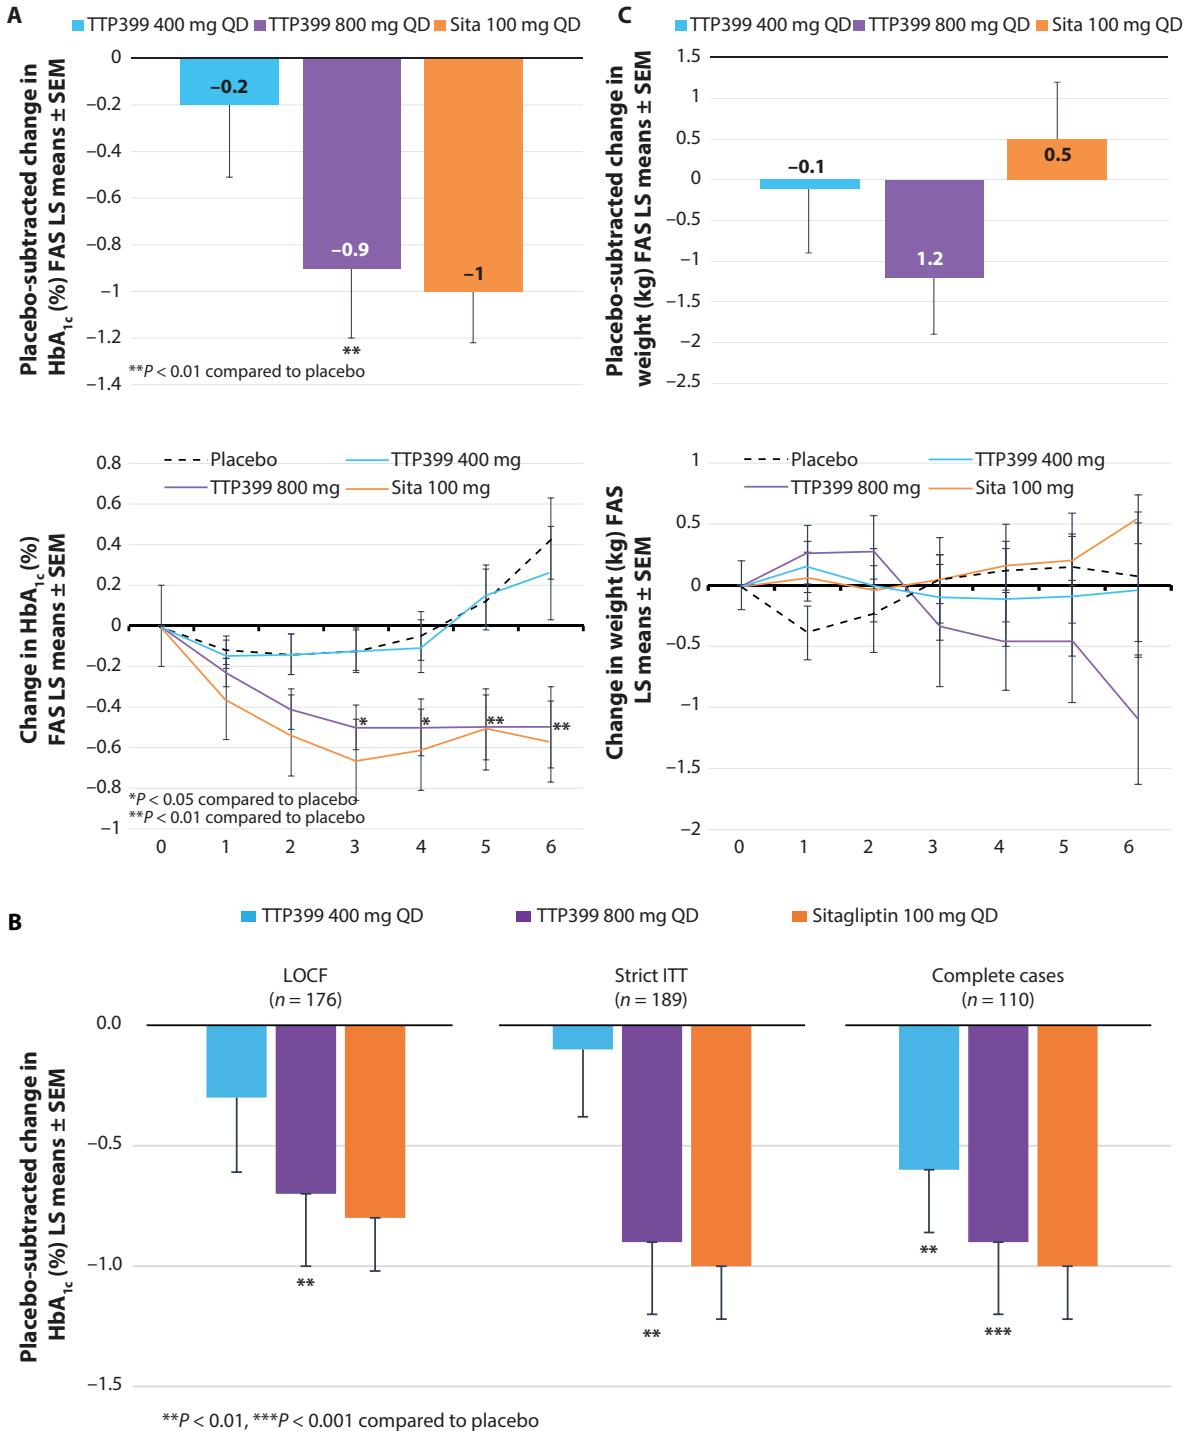 A
TTP399 400 mg QD TTP399 800 mg QD Sita 100 mg QD
Placebo-subtracted change in
HbA1c (%) FAS LS means ± SEM
0
−0.2
−0.4
−0.6
−0.8
−1
−1.2
−1.4
−0.2
−0.9
−1
**
**P < 0.01 compared to placebo
Change in HbA1c (%)
FAS LS means ± SEM
Placebo TTP399 400 mg
TTP399 800 mg Sita 100 mg
0.8
0.6
0.4
0.2
0
−0.2
−0.4
−0.6
−0.8
−1
* * ** **
*P < 0.05 compared to placebo
**P < 0.01 compared to placebo
0 1 2 3 4 5 6
C
TTP399 400 mg QD TTP399 800 mg QD Sita 100 mg QD
Placebo-subtracted change in
weight (kg) FAS LS means ± SEM
1.5
1
0.5
0
−0.5
−1
−1.5
−2
−2.5
−0.1
1.2
0.5
Change in weight (kg) FAS
LS means ± SEM
Placebo TTP399 400 mg
TTP399 800 mg Sita 100 mg
1
0.5
0
−0.5
−1
−1.5
−2
0 1 2 3 4 5 6
B
TTP399 400 mg QD TTP399 800 mg QD Sitagliptin 100 mg QD
LOCF
(n = 176)
Strict ITT
(n = 189)
Complete cases
(n = 110)
Placebo-subtracted change in
HbA1c (%) LS means ± SEM
0.0
−0.5
−1.0
−1.5
**
**
**
***
**P < 0.01, ***P < 0.001 compared to placebo